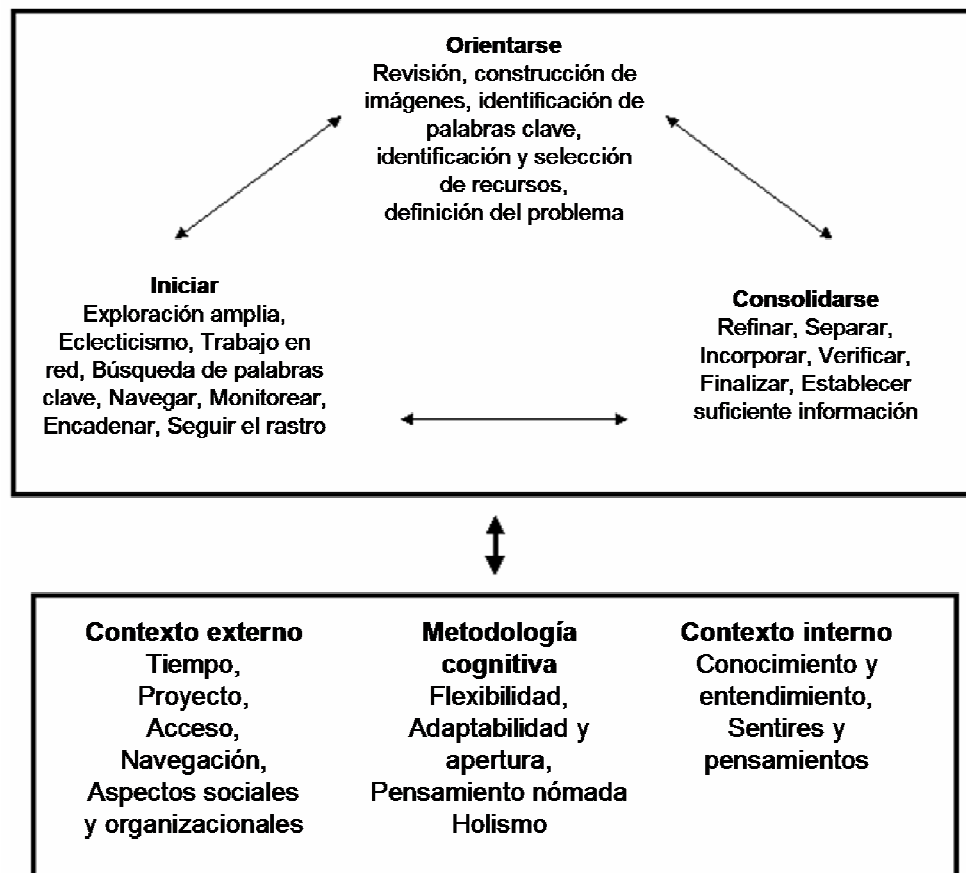 Orientarse
Revisión, construcción de
imágenes, identificación de
palabras clave,
identificación y selección
de recursos,
definición del problema
Iniciar
Exploración amplia,
Eclecticismo, Trabajo en
red, Búsqueda de palabras
clave, Navegar, Monitorear,
Encadenar, Seguir el rastro
Consolidarse
Refinar, Separar,
Incorporar, Verificar,
Finalizar, Establecer
suficiente información
Contexto externo
Tiempo,
Proyecto,
Acceso,
Navegación,
Aspectos sociales
y organizacionales
Metodología
cognitiva
Flexibilidad,
Adaptabilidad y
apertura,
Pensamiento nómada
Holismo
Contexto interno
Conocimiento y
entendimiento,
Sentires y
pensamientos